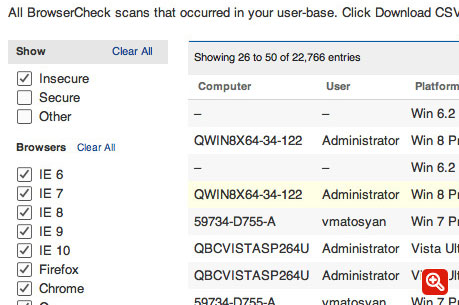 All BrowserCheck scans that occurred in your user-base. Click Download CSV
Show Clear All
Insecure
Secure
Other
Browsers Clear All
IE 6
IE 7
IE 8
IE 9
IE 10
Firefox
Chrome
Showing 26 to 50 of 22,766 entries
Computer User Platform
– – Win 6.2
QWIN8X64-34-122 Administrator Win 8 Pr
– – Win 6.2
QWIN8X64-34-122 Administrator Win 8 Pr
59734-D755-A vmatosyan Win 7 Pr
QBCVISTASP264U Administrator Vista Ult
QBCVISTASP264U Administrator
59734-D755-A vmatosyan Win 7 Pr